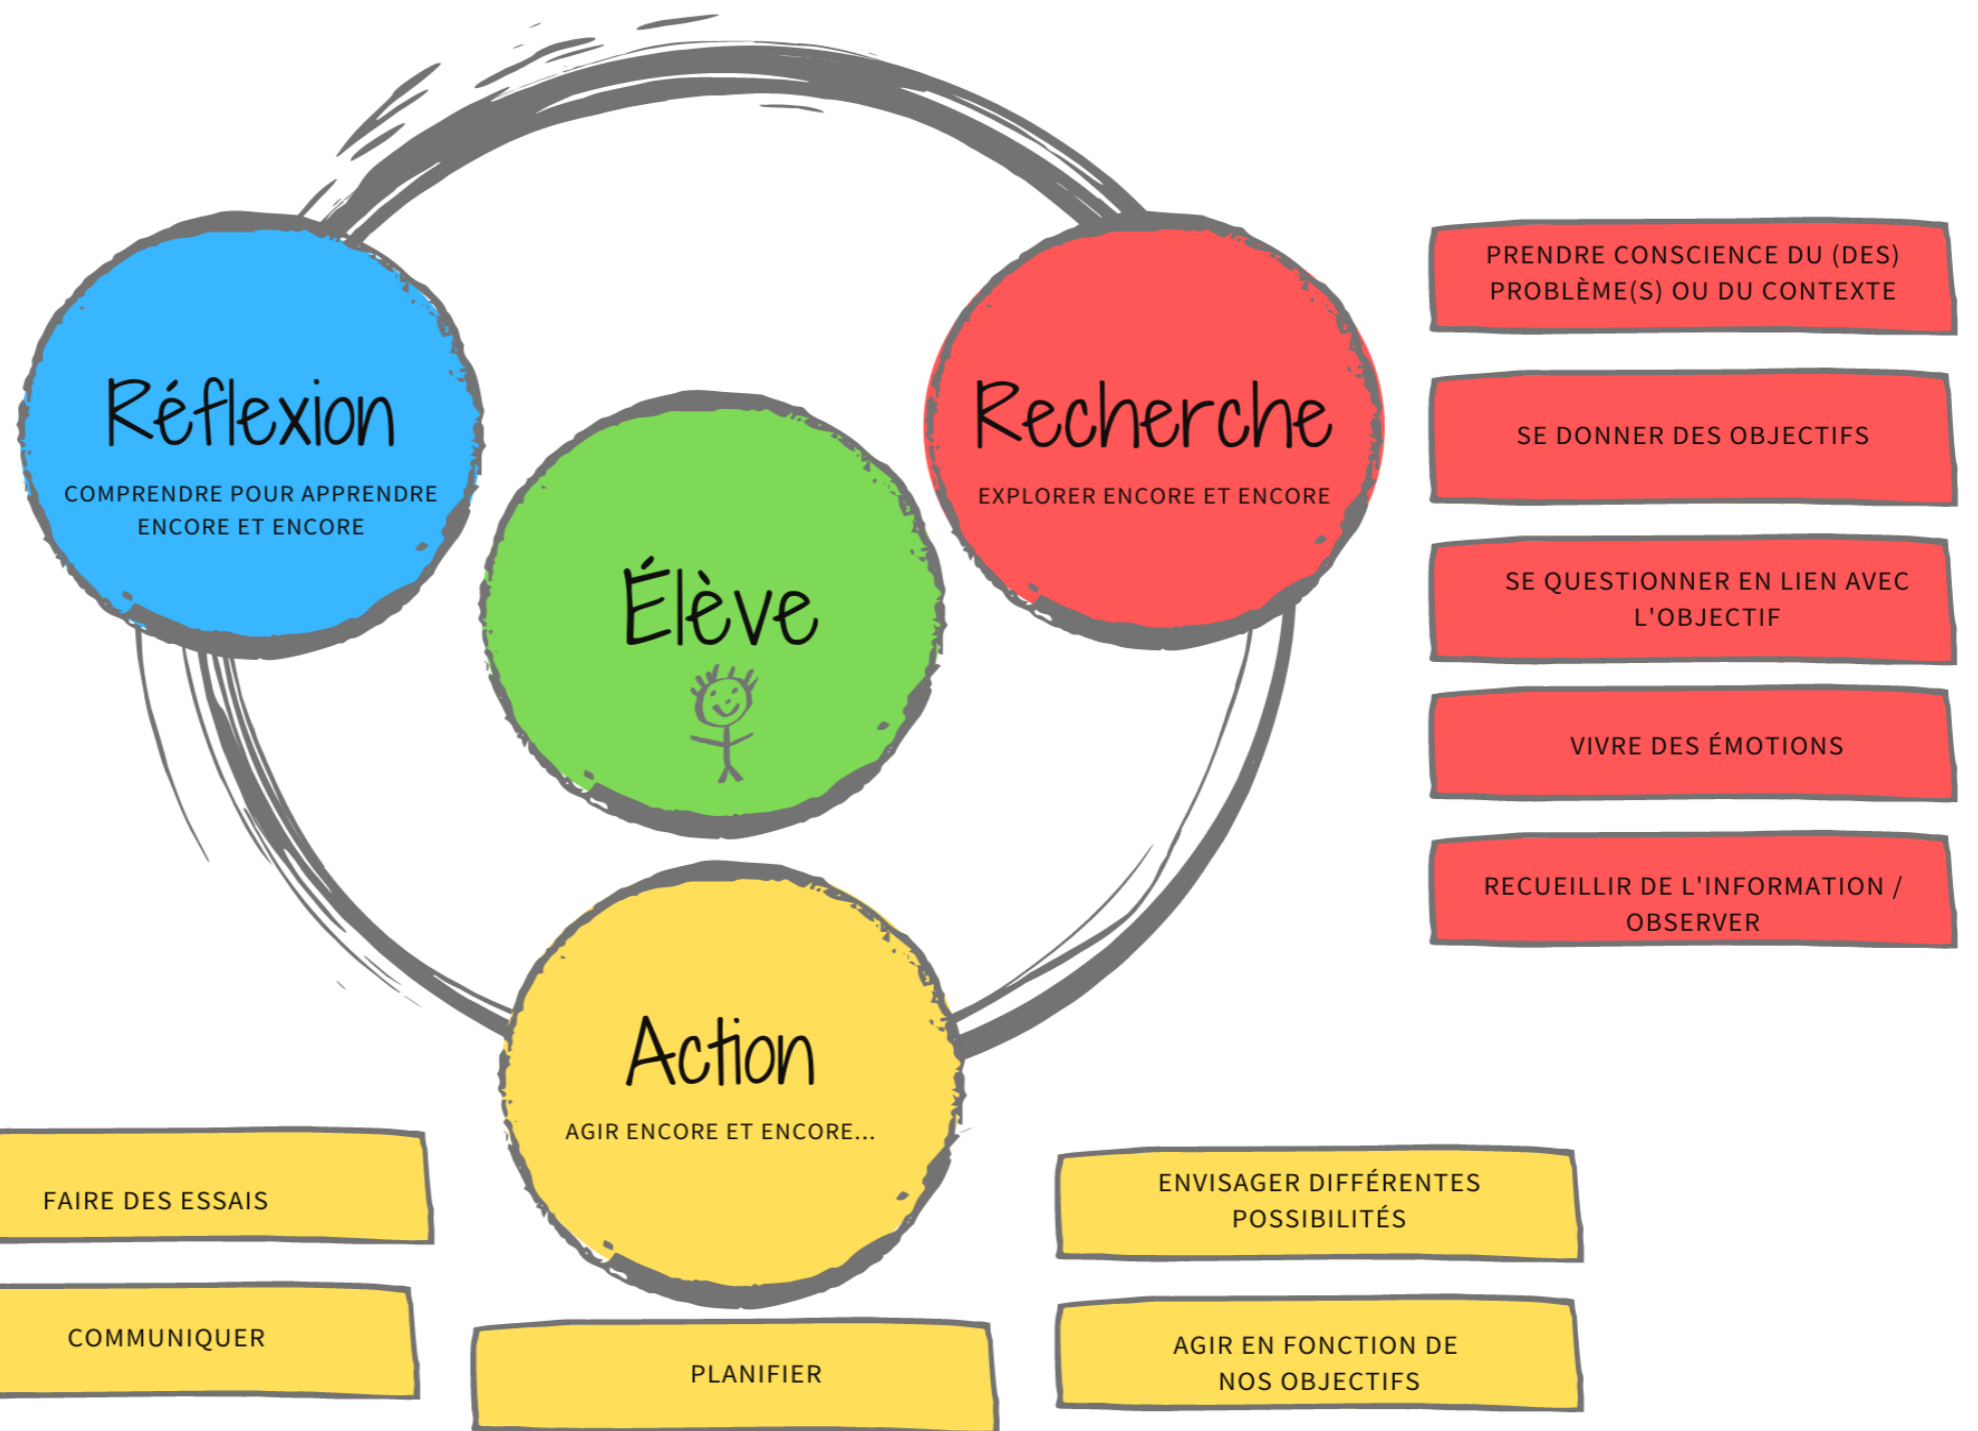 Réflexion
COMPRENDRE POUR APPRENDRE
ENCORE ET ENCORE
Recherche
EXPLORER ENCORE ET ENCORE
Élève
Action
AGIR ENCORE ET ENCORE...
PRENDRE CONSCIENCE DU (DES)
PROBLÈME(S) OU DU CONTEXTE
SE DONNER DES OBJECTIFS
SE QUESTIONNER EN LIEN AVEC
L'OBJECTIF
VIVRE DES ÉMOTIONS
RECUEILLIR DE L'INFORMATION /
OBSERVER
FAIRE DES ESSAIS
COMMUNIQUER
PLANIFIER
ENVISAGER DIFFÉRENTES
POSSIBILITÉS
AGIR EN FONCTION DE
NOS OBJECTIFS